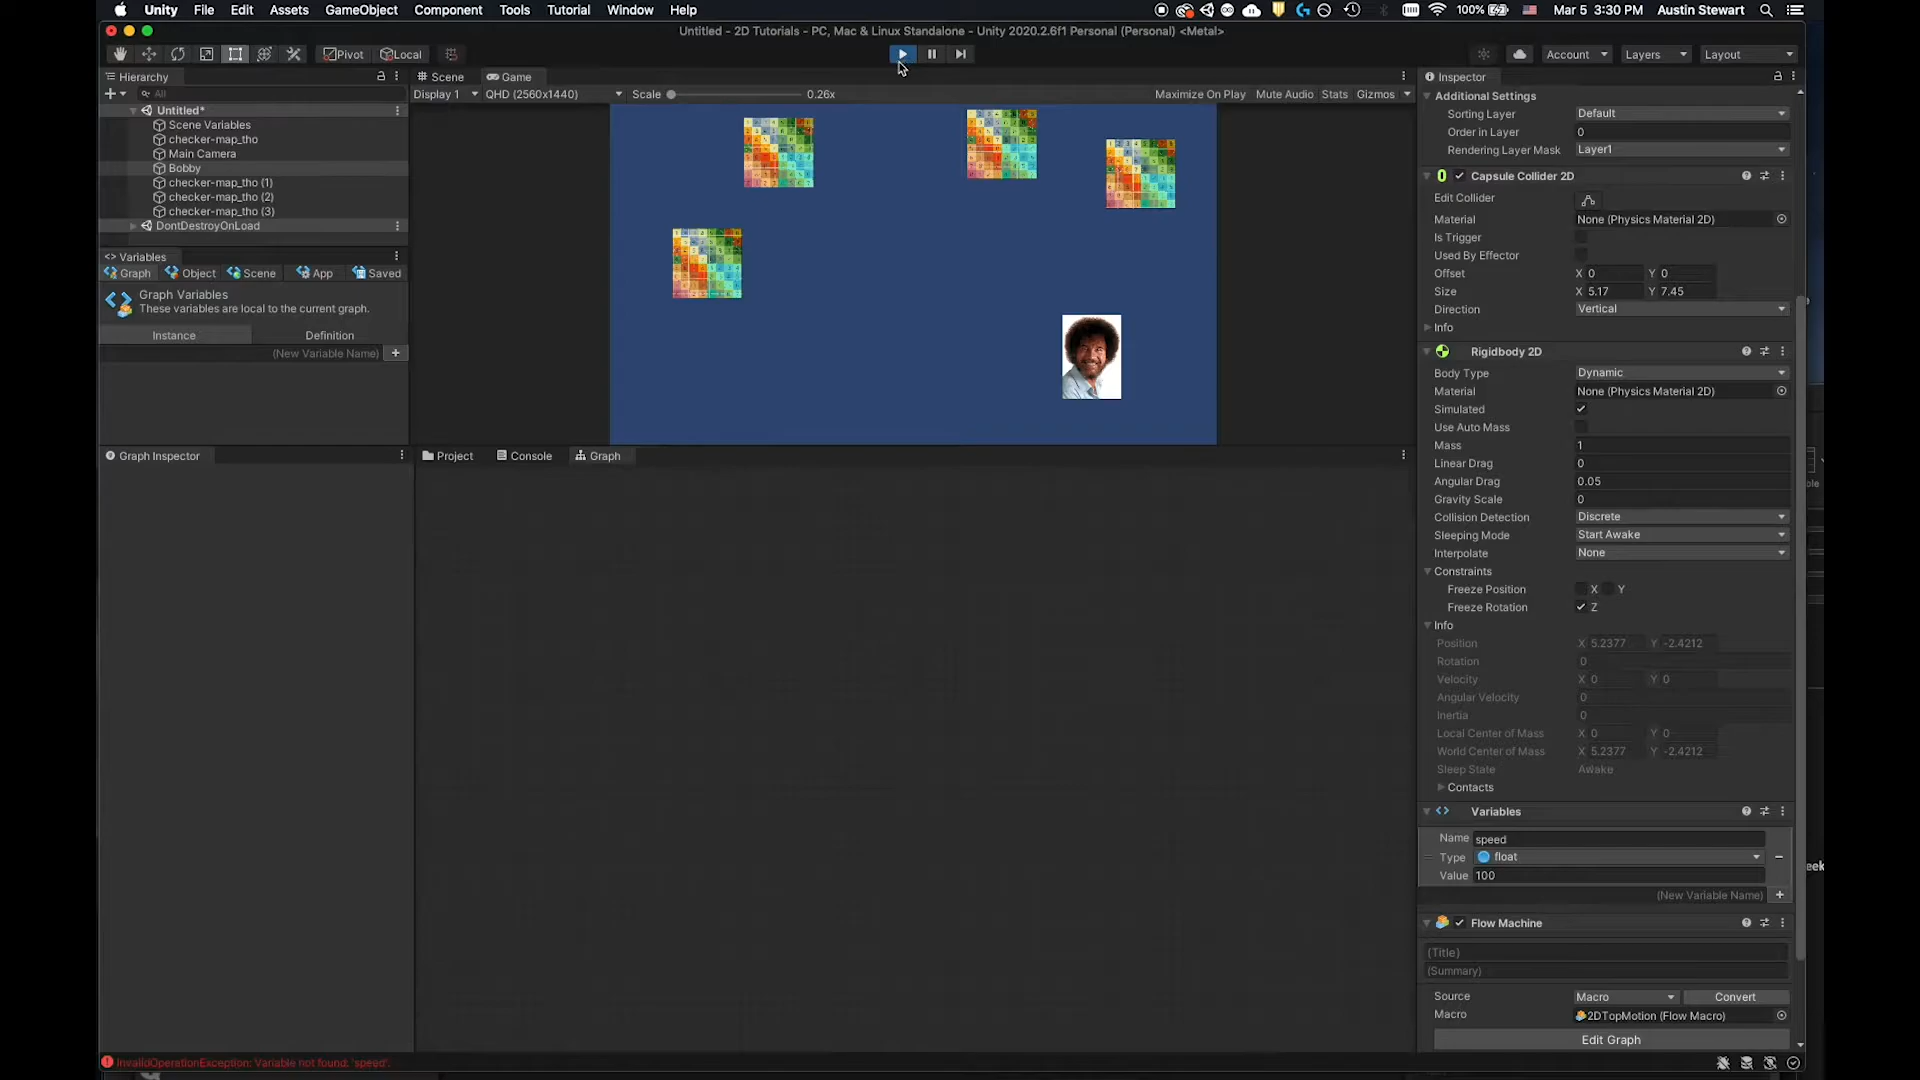 Unity File Edit Assets GameObject Component Tools Tutorial Window Help 100% Mar 5 3:30 PM Austin Stewart
Untitled - 2D Tutorials - PC, Mac & Linux Standalone - Unity 2020.2.6f1 Personal (Personal) <Metal>
Pivot Local Account Layers Layout
Hierarchy Scene Game Inspector
All Display 1 QHD (2560x1440) Scale 0.26x Maximize On Play Mute Audio Stats Gizmos
Additional Settings
Untitled*
Sorting Layer Default
Scene Variables
Order in Layer 0
checker-map_tho
Rendering Layer Mask Layer1
Main Camera
Bobby
Capsule Collider 2D
checker-map_tho (1)
Edit Collider
checker-map_tho (2)
checker-map_tho (3)
Material None (Physics Material 2D)
DontDestroyOnLoad
Is Trigger
Used By Effector
<> Variables
Graph Object Scene App Saved
Offset X 0 Y 0
Graph Variables
Size X 5.17 Y 7.45
These variables are local to the current graph.
Direction Vertical
Info
Instance Definition
(New Variable Name)
Rigidbody 2D
Body Type Dynamic
Material None (Physics Material 2D)
Simulated
Use Auto Mass
Mass 1
Graph Inspector Project Console Graph
Linear Drag 0
Angular Drag 0.05
Gravity Scale 0
Collision Detection Discrete
Sleeping Mode Start Awake
Interpolate None
Constraints
Freeze Position X Y
Freeze Rotation Z
Info
Position X 5.2377 Y -2.4212
Rotation 0
Velocity X 0 Y 0
Angular Velocity 0
Inertia 0
Local Center of Mass X 0 Y 0
World Center of Mass X 5.2377 Y -2.4212
Sleep State Awake
Contacts
Variables
Name speed
Type float
Value 100
(New Variable Name)
Flow Machine
(Title)
(Summary)
Source Macro Convert
Macro 2DTopMotion (Flow Macro)
Edit Graph
InvalidOperationException: Variable not found: 'speed'.